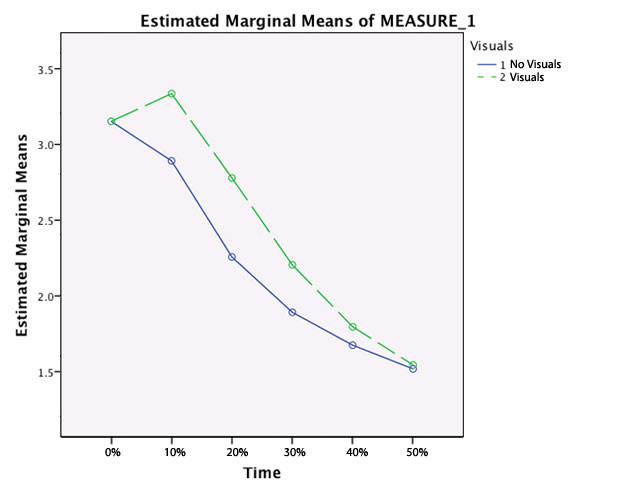 Estimated Marginal Means of MEASURE_1
Visuals
1 No Visuals
2 Visuals
Estimated Marginal Means
3.5
3.0
2.5
2.0
1.5
0% 10% 20% 30% 40% 50%
Time